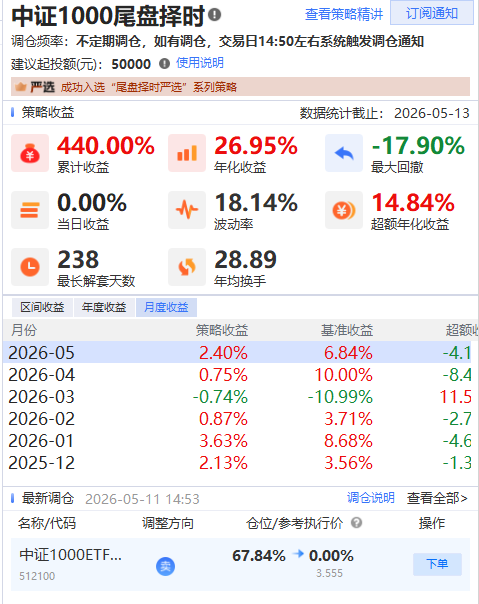 中证1000尾盘择时 查看策略精讲 订阅通知
调仓频率：不定期调仓，如有调仓，交易日14:50左右系统触发调仓通知
建议起投额(元)：50000 使用说明
严选 成功入选“尾盘择时严选”系列策略
策略收益 数据统计截止： 2026-05-13
440.00% 26.95% -17.90%
累计收益 年化收益 最大回撤
0.00% 18.14% 14.84%
当日收益 波动率 超额年化收益
238 28.89
最长解套天数 年均换手
区间收益 年度收益 月度收益
月份 策略收益 基准收益 超额收
2026-05 2.40% 6.84% -4.1
2026-04 0.75% 10.00% -8.4
2026-03 -0.74% -10.99% 11.5
2026-02 0.87% 3.71% -2.7
2026-01 3.63% 8.68% -4.6
2025-12 2.13% 3.56% -1.3
最新调仓 2026-05-11 14:53 调仓说明 查看全部>
名称/代码 调整方向 仓位/参考执行价 操作
中证1000ETF... 卖 67.84% 0.00% 下单
512100 3.555